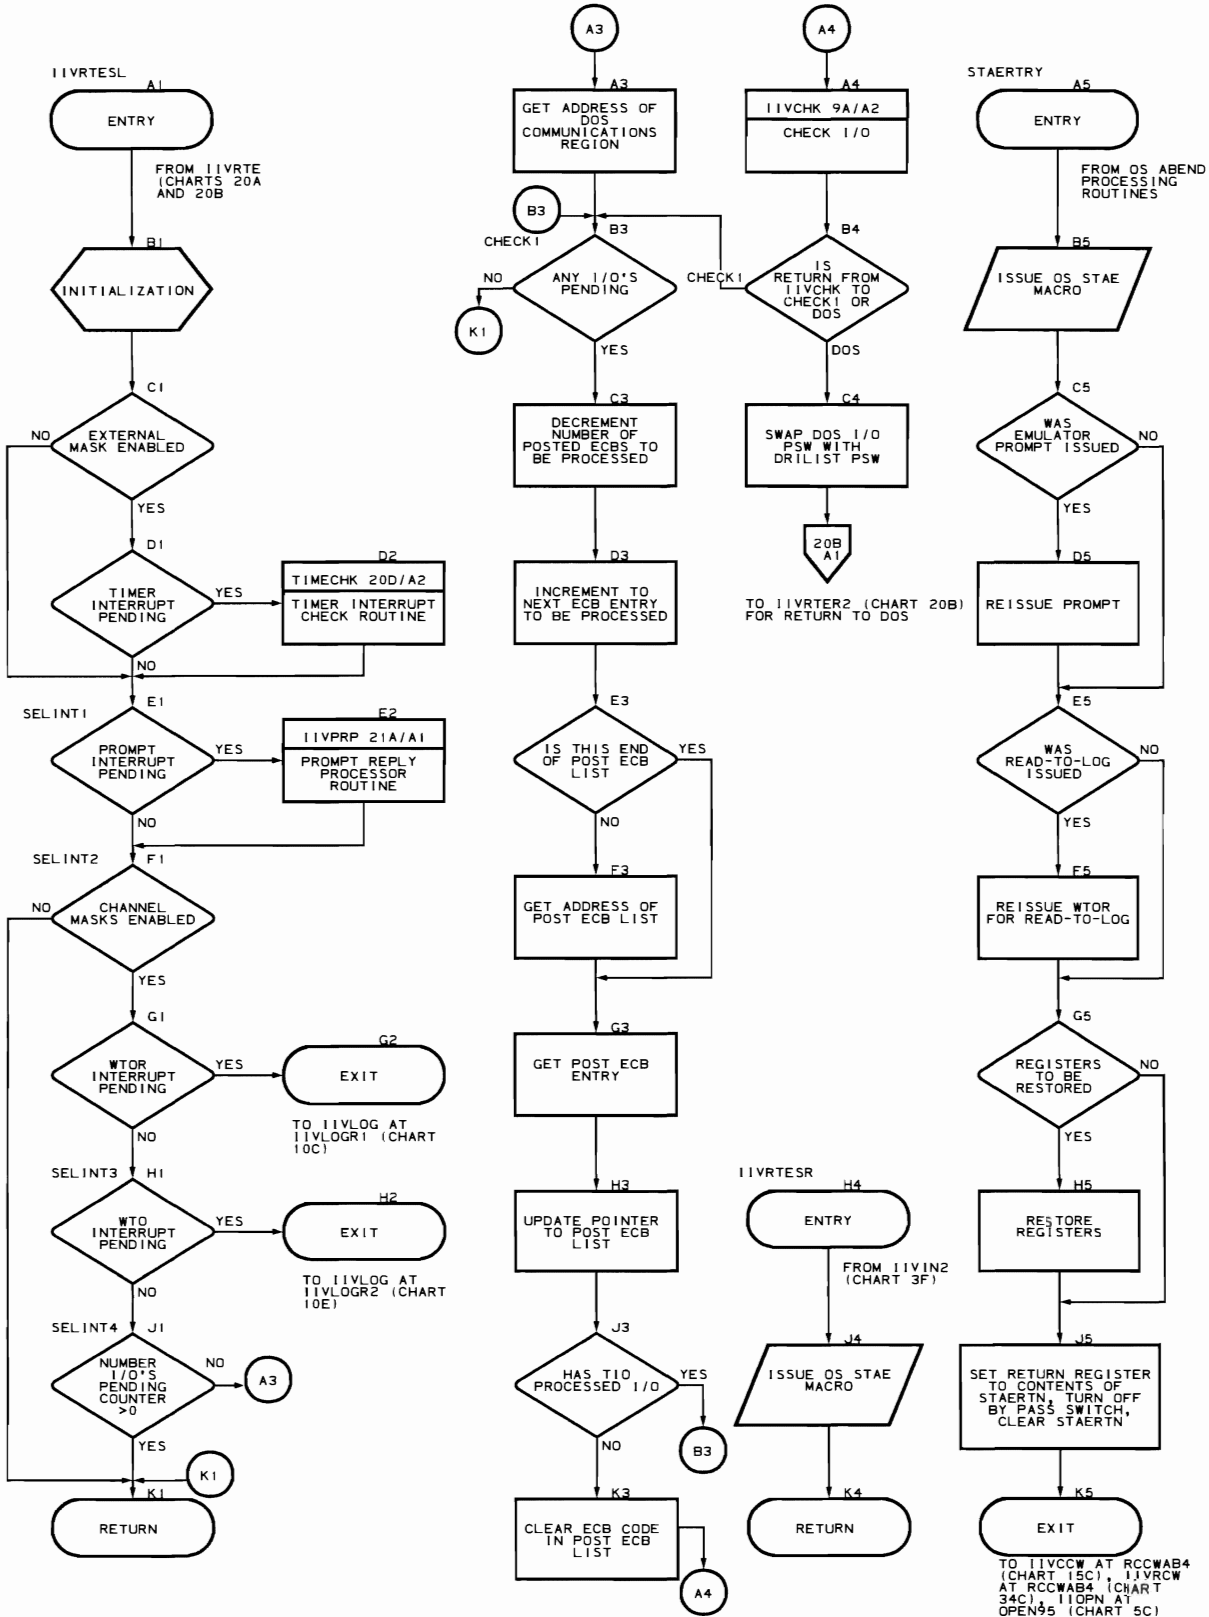 IIVRTESL
A1
ENTRY
FROM IIVRTE
(CHARTS 20A
AND 20B
B1
INITIALIZATION
C1
EXTERNAL
MASK ENABLED
NO
YES
D1
TIMER
INTERRUPT
PENDING
YES
NO
D2
TIMECHK 20D/A2
TIMER INTERRUPT
CHECK ROUTINE
SELINT1
E1
PROMPT
INTERRUPT
PENDING
YES
NO
E2
IIVPRP 21A/A1
PROMPT REPLY
PROCESSOR
ROUTINE
SELINT2
F1
CHANNEL
MASKS ENABLED
NO
YES
G1
WTOR
INTERRUPT
PENDING
YES
NO
G2
EXIT
TO IIVLOG AT
IIVLOGR1 (CHART
10C)
SELINT3
H1
WTO
INTERRUPT
PENDING
YES
NO
H2
EXIT
TO IIVLOG AT
IIVLOGR2 (CHART
10E)
SELINT4
J1
NUMBER
I/O'S
PENDING
COUNTER
>0
NO
A3
YES
K1
K1
RETURN
A3
A3
GET ADDRESS OF
DOS
COMMUNICATIONS
REGION
B3
CHECK1
B3
ANY I/O'S
PENDING
NO
K1
YES
C3
DECREMENT
NUMBER OF
POSTED ECBS TO
BE PROCESSED
D3
INCREMENT TO
NEXT ECB ENTRY
TO BE PROCESSED
E3
IS THIS END
OF POST ECB
LIST
YES
NO
F3
GET ADDRESS OF
POST ECB LIST
G3
GET POST ECB
ENTRY
H3
UPDATE POINTER
TO POST ECB
LIST
J3
HAS TIO
PROCESSED I/O
YES
B3
NO
K3
CLEAR ECB CODE
IN POST ECB
LIST
A4
A4
A4
IIVCHK 9A/A2
CHECK I/O
B4
IS
RETURN FROM
IIVCHK TO
CHECK1 OR
DOS
CHECK1
DOS
C4
SWAP DOS I/O
PSW WITH
DRILIST PSW
20B
A1
TO IIVRTER2 (CHART 20B)
FOR RETURN TO DOS
IIVRTESR
H4
ENTRY
FROM IIVIN2
(CHART 3F)
J4
ISSUE OS STAE
MACRO
K4
RETURN
STAERTRY
A5
ENTRY
FROM OS ABEND
PROCESSING
ROUTINES
B5
ISSUE OS STAE
MACRO
C5
WAS
EMULATOR
PROMPT ISSUED
NO
YES
D5
REISSUE PROMPT
E5
WAS
READ-TO-LOG
ISSUED
NO
YES
F5
REISSUE WTOR
FOR READ-TO-LOG
G5
REGISTERS
TO BE
RESTORED
NO
YES
H5
RESTORE
REGISTERS
J5
SET RETURN REGISTER
TO CONTENTS OF
STAERTN, TURN OFF
BY PASS SWITCH,
CLEAR STAERTN
K5
EXIT
TO IIVCCW AT RCCWAB4
(CHART 15C), IIVRCW
AT RCCWAB4 (CHART
34C), IIOPN AT
OPEN95 (CHART 5C)